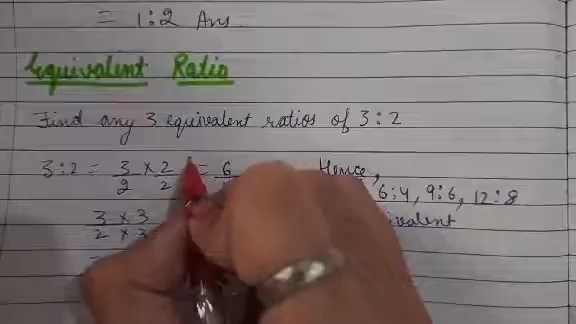 = 1:2 Ans.
Equivalent Ratio
Find any 3 equivalent ratios of 3:2
3:2 = 3/2 × 2/2 = 6
3 × 3
2 × 3
=
Hence,
6:4, 9:6, 12:8